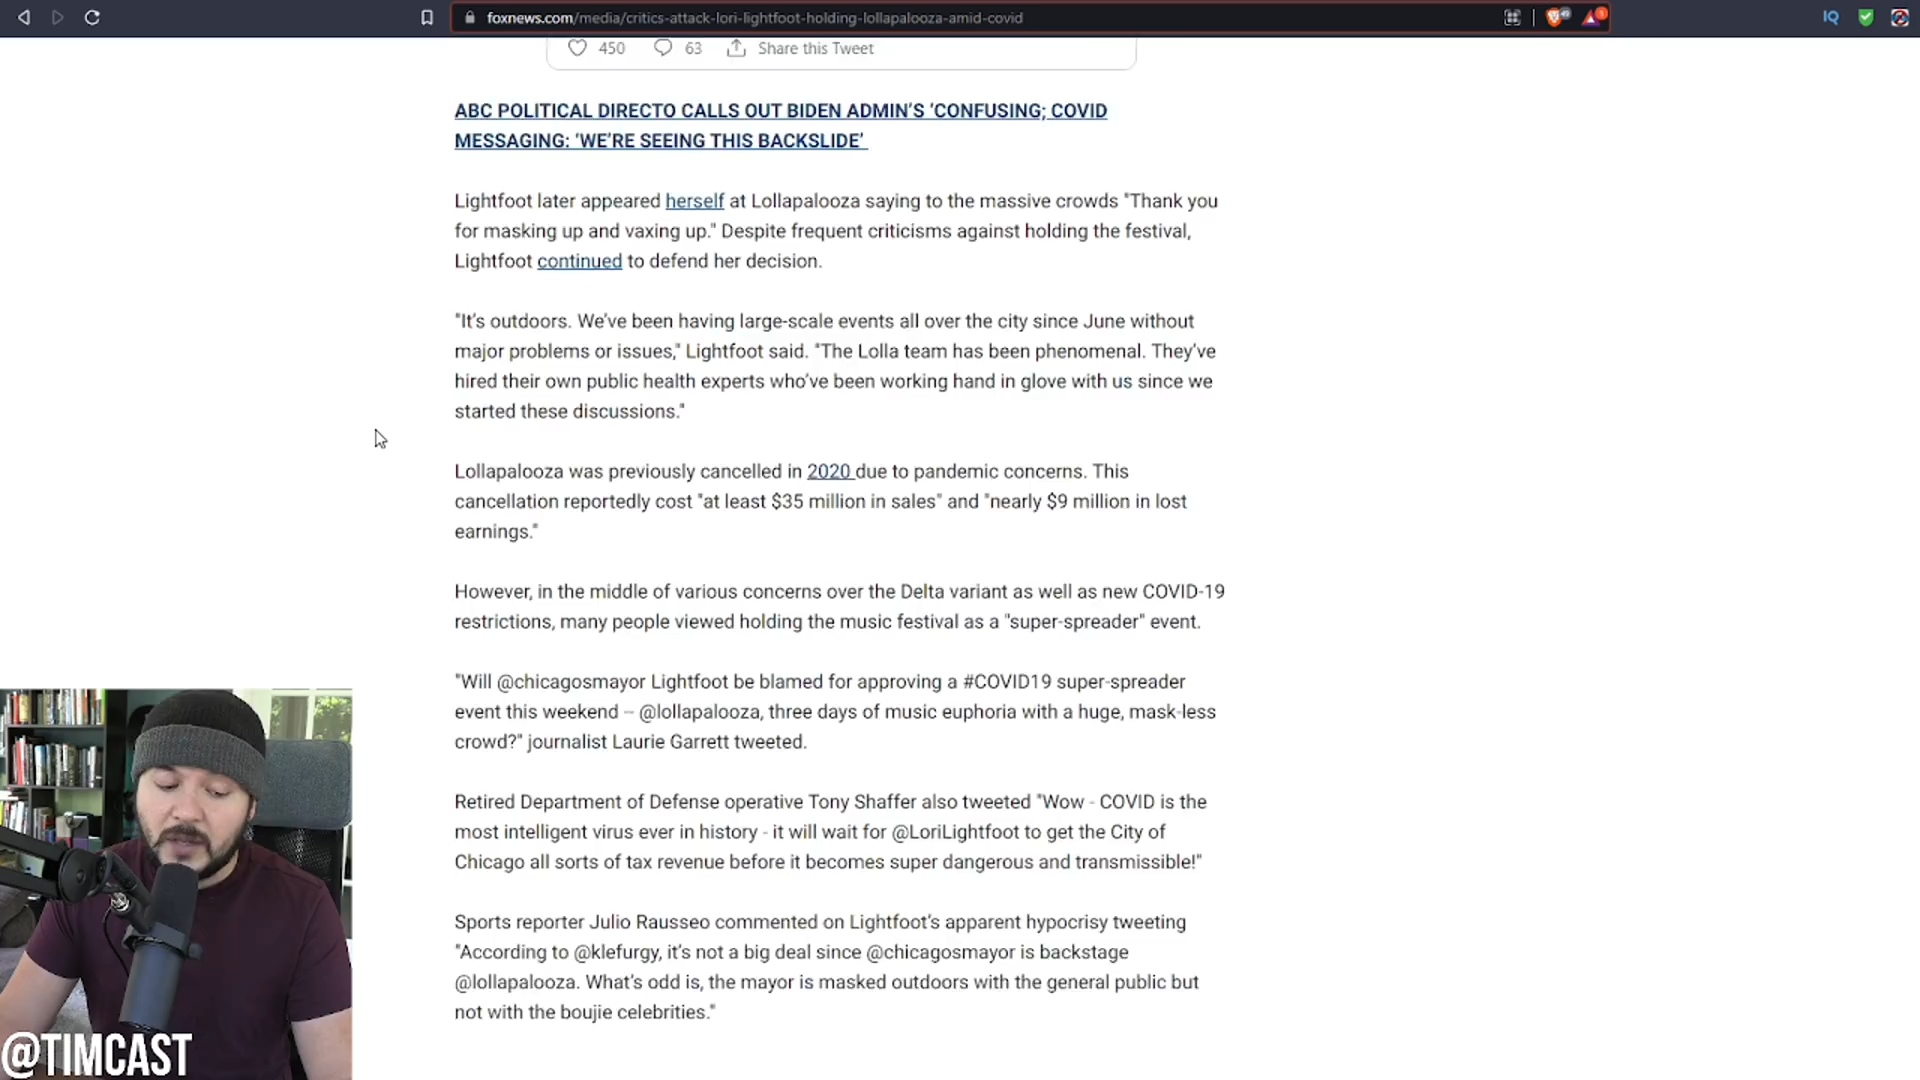 foxnews.com/media/critics-attack-lori-lightfoot-holding-lollapalooza-amid-covid
IQ
450 63 Share this Tweet
ABC POLITICAL DIRECTO CALLS OUT BIDEN ADMIN'S 'CONFUSING; COVID
MESSAGING: 'WE'RE SEEING THIS BACKSLIDE'
Lightfoot later appeared herself at Lollapalooza saying to the massive crowds "Thank you
for masking up and vaxing up." Despite frequent criticisms against holding the festival,
Lightfoot continued to defend her decision.
"It's outdoors. We've been having large-scale events all over the city since June without
major problems or issues," Lightfoot said. "The Lolla team has been phenomenal. They've
hired their own public health experts who've been working hand in glove with us since we
started these discussions."
Lollapalooza was previously cancelled in 2020 due to pandemic concerns. This
cancellation reportedly cost "at least $35 million in sales" and "nearly $9 million in lost
earnings."
However, in the middle of various concerns over the Delta variant as well as new COVID-19
restrictions, many people viewed holding the music festival as a "super-spreader" event.
"Will @chicagosmayor Lightfoot be blamed for approving a #COVID19 super-spreader
event this weekend – @lollapalooza, three days of music euphoria with a huge, mask-less
crowd?" journalist Laurie Garrett tweeted.
Retired Department of Defense operative Tony Shaffer also tweeted "Wow - COVID is the
most intelligent virus ever in history - it will wait for @LoriLightfoot to get the City of
Chicago all sorts of tax revenue before it becomes super dangerous and transmissible!"
Sports reporter Julio Rausseo commented on Lightfoot's apparent hypocrisy tweeting
"According to @klefurgy, it's not a big deal since @chicagosmayor is backstage
@lollapalooza. What's odd is, the mayor is masked outdoors with the general public but
not with the boujie celebrities."
@TIMCAST